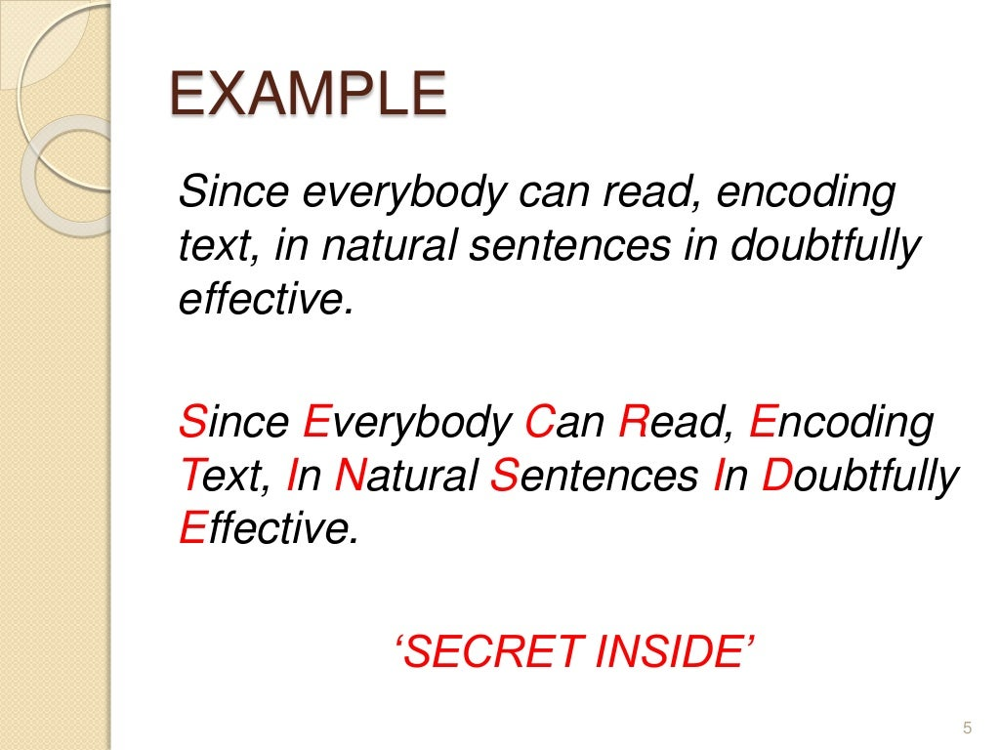 EXAMPLE
Since everybody can read, encoding
text, in natural sentences in doubtfully
effective.
Since Everybody Can Read, Encoding
Text, In Natural Sentences In Doubtfully
Effective.
‘SECRET INSIDE’
5